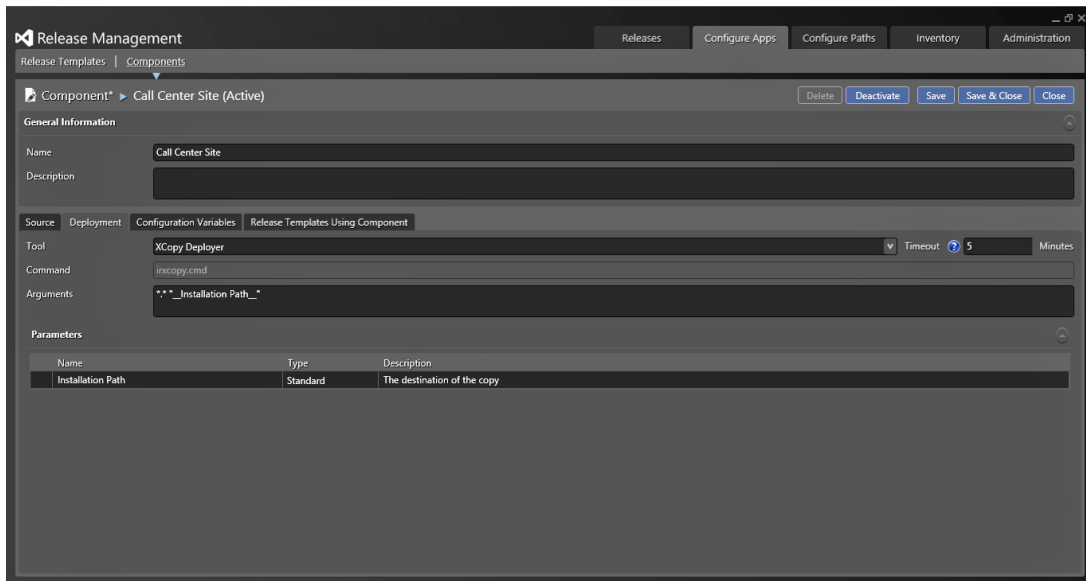 Release Management
Releases Configure Apps Configure Paths Inventory Administration
Release Templates | Components
Component* Call Center Site (Active)
Delete Deactivate Save Save & Close Close
General Information
Name Call Center Site
Description
Source Deployment Configuration Variables Release Templates Using Component
Tool XCopy Deployer Timeout ? 5 Minutes
Command irxcopy.cmd
Arguments *.* "__Installation Path__"
Parameters
Name Type Description
Installation Path Standard The destination of the copy